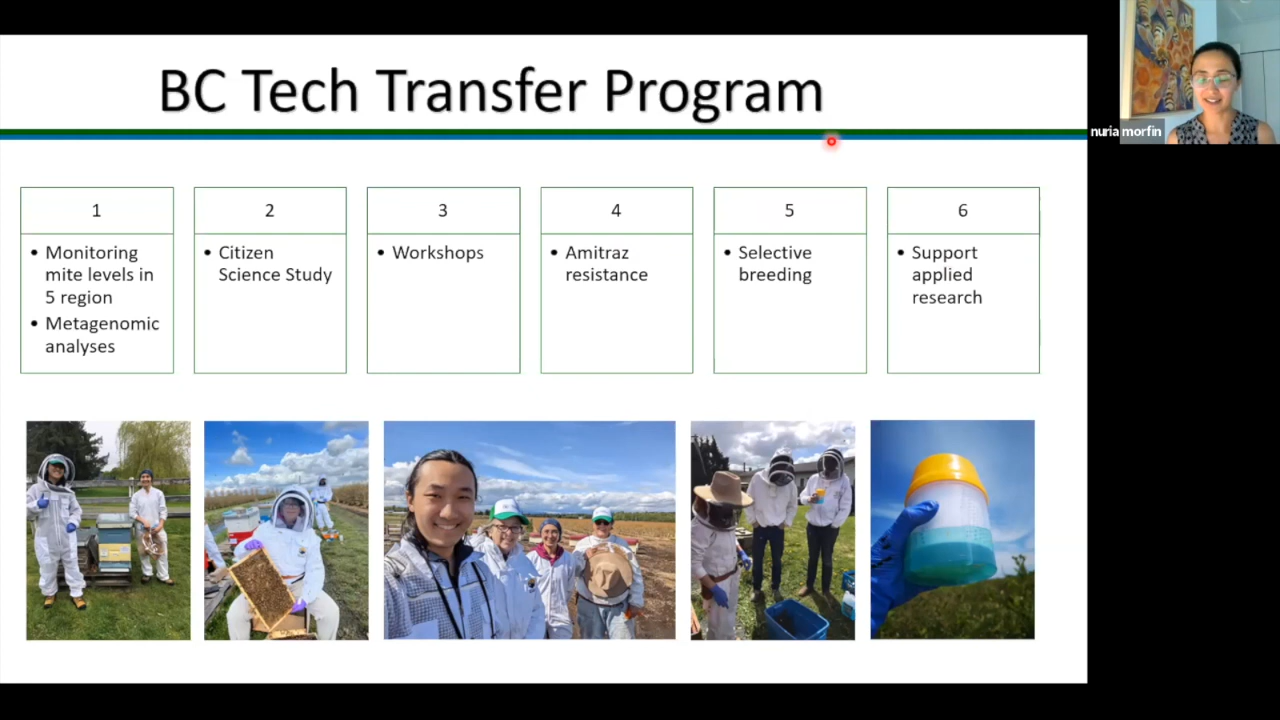 BC Tech Transfer Program
nuria morfin
1
• Monitoring
mite levels in
5 region
• Metagenomic
analyses
2
• Citizen
Science Study
3
• Workshops
4
• Amitraz
resistance
5
• Selective
breeding
6
• Support
applied
research